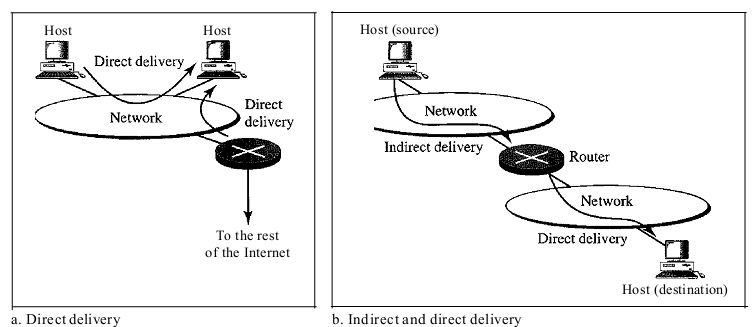 Host
Host
Direct delivery
Network
Direct
delivery
To the rest
of the Internet
a. Direct delivery
Host (source)
Network
Indirect delivery
Router
Network
Direct delivery
Host (destination)
b. Indirect and direct delivery